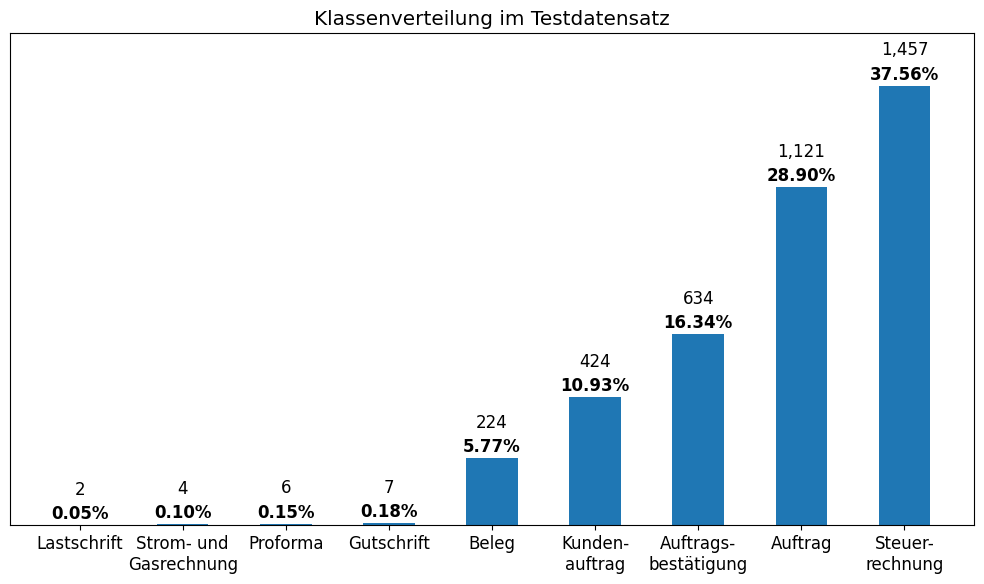 Klassenverteilung im Testdatensatz
2
0.05%
4
0.10%
6
0.15%
7
0.18%
224
5.77%
424
10.93%
634
16.34%
1,121
28.90%
1,457
37.56%
Lastschrift
Strom- und
Gasrechnung
Proforma
Gutschrift
Beleg
Kunden-
auftrag
Auftrags-
bestätigung
Auftrag
Steuer-
rechnung